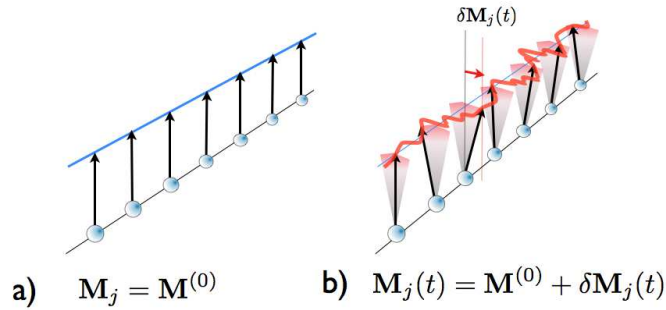 δM_j(t)
a) M_j = M^(0)
b) M_j(t) = M^(0) + δM_j(t)